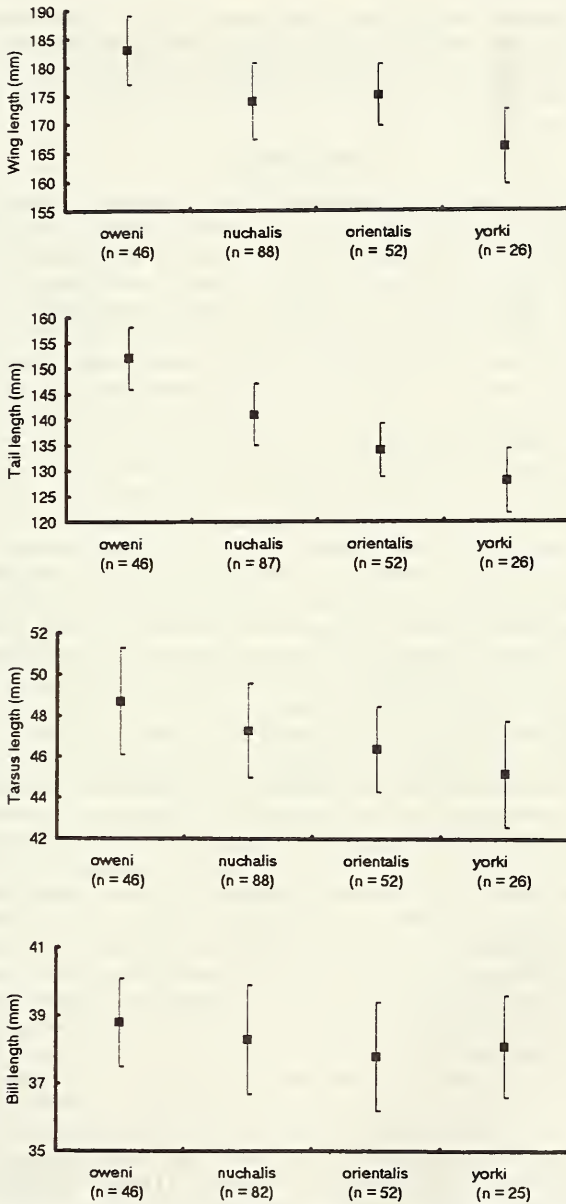 Wing length (mm)
190
185
180
175
170
165
160
155
oweni nuchalis orientalis yorki
(n = 46) (n = 88) (n = 52) (n = 26)
Tail length (mm)
160
155
150
145
140
135
130
125
120
oweni nuchalis orientalis yorki
(n = 46) (n = 87) (n = 52) (n = 26)
Tarsus length (mm)
52
50
48
46
44
42
oweni nuchalis orientalis yorki
(n = 46) (n = 88) (n = 52) (n = 26)
Bill length (mm)
41
39
37
35
oweni nuchalis orientalis yorki
(n = 46) (n = 82) (n = 52) (n = 25)